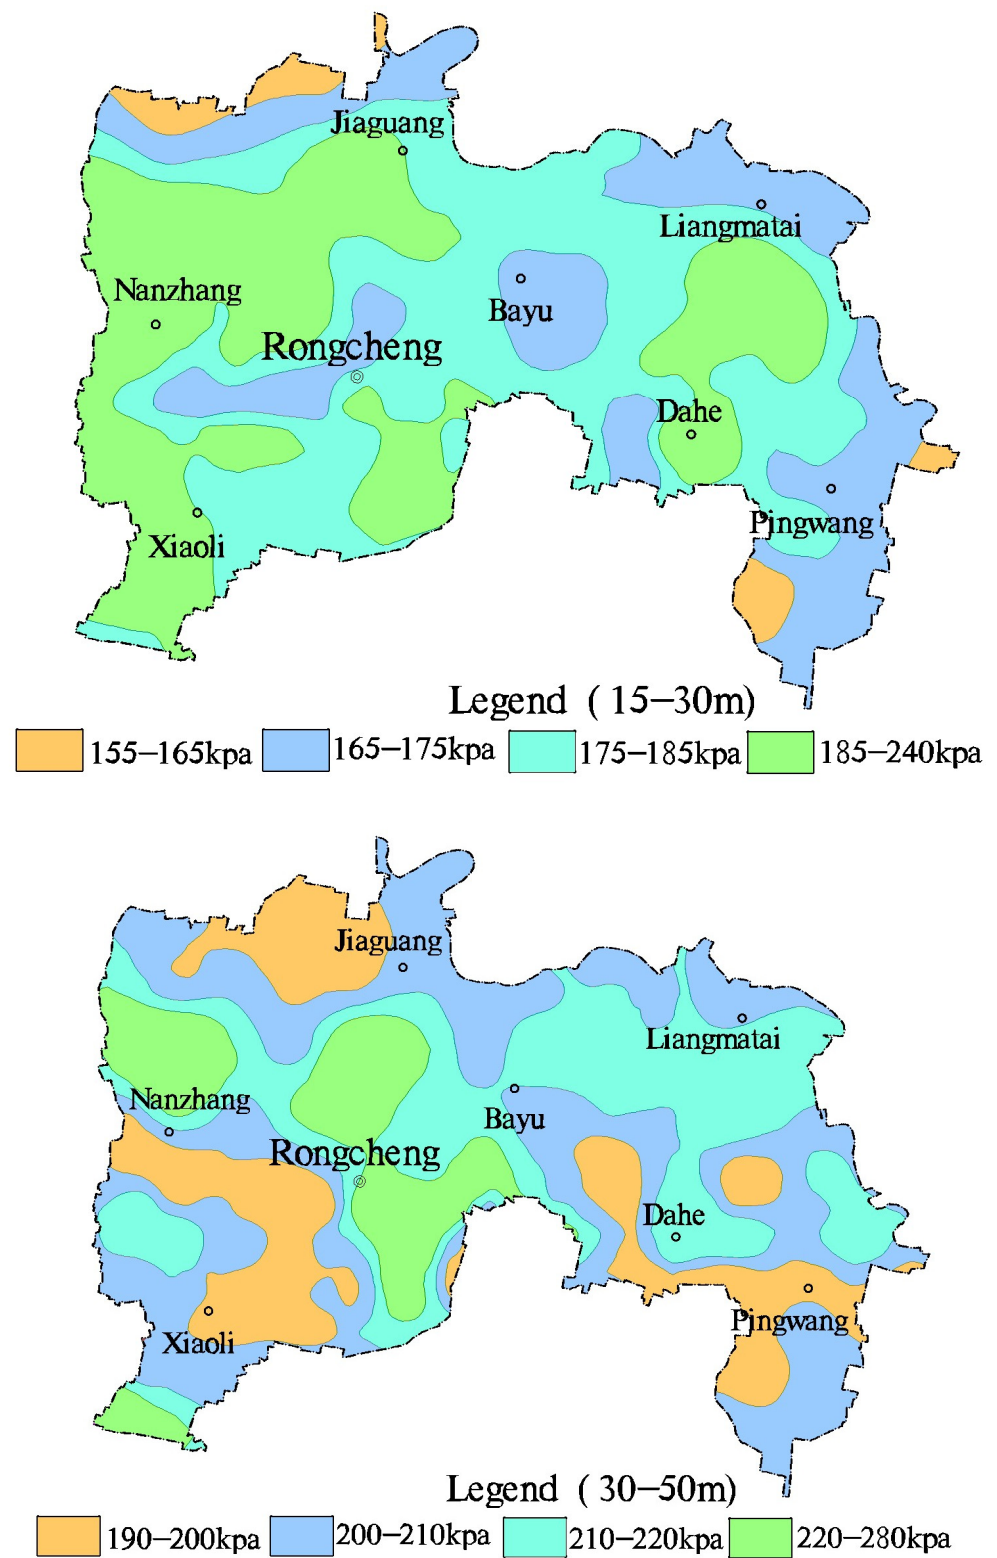 Jiaguang
Liangmatai
Nanzhang
Bayu
Rongcheng
Dahe
Pingwang
Xiaoli
Legend ( 15–30m)
155–165kpa 165–175kpa 175–185kpa 185–240kpa
Jiaguang
Liangmatai
Nanzhang
Bayu
Rongcheng
Dahe
Pingwang
Xiaoli
Legend ( 30–50m)
190–200kpa 200–210kpa 210–220kpa 220–280kpa